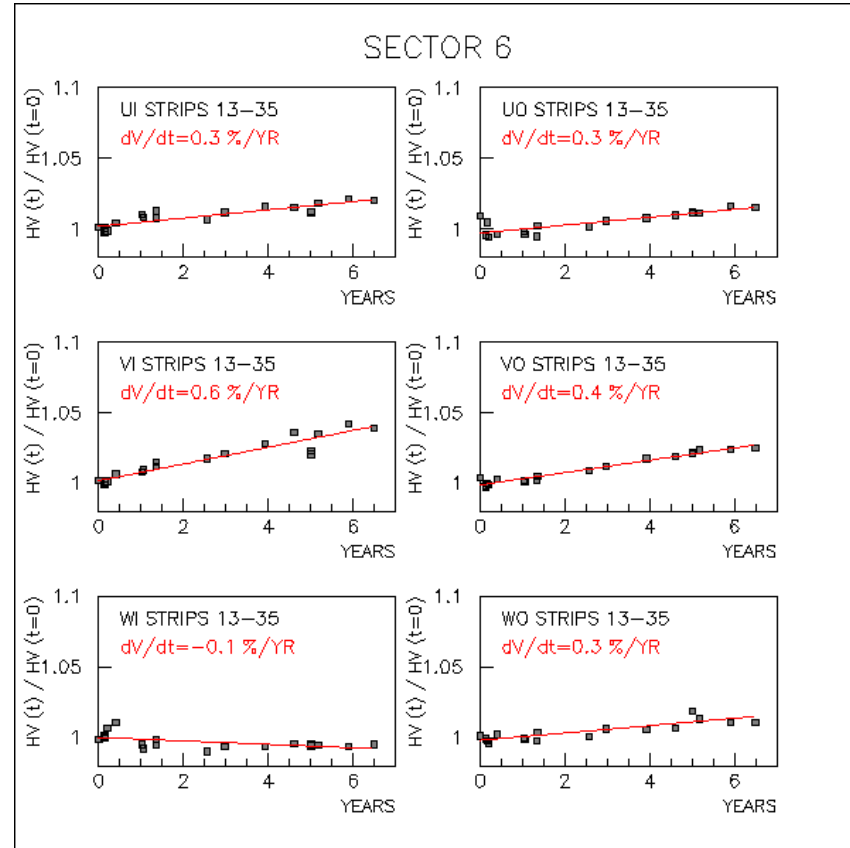 SECTOR 6
HV(t) / HV(t=0)
1.1
1.05
1
UI STRIPS 13-35
dV/dt=0.3 %/YR
0 2 4 6
YEARS
HV(t) / HV(t=0)
1.1
1.05
1
UO STRIPS 13-35
dV/dt=0.3 %/YR
0 2 4 6
YEARS
HV(t) / HV(t=0)
1.1
1.05
1
VI STRIPS 13-35
dV/dt=0.6 %/YR
0 2 4 6
YEARS
HV(t) / HV(t=0)
1.1
1.05
1
VO STRIPS 13-35
dV/dt=0.4 %/YR
0 2 4 6
YEARS
HV(t) / HV(t=0)
1.1
1.05
1
WI STRIPS 13-35
dV/dt=-0.1 %/YR
0 2 4 6
YEARS
HV(t) / HV(t=0)
1.1
1.05
1
WO STRIPS 13-35
dV/dt=0.3 %/YR
0 2 4 6
YEARS